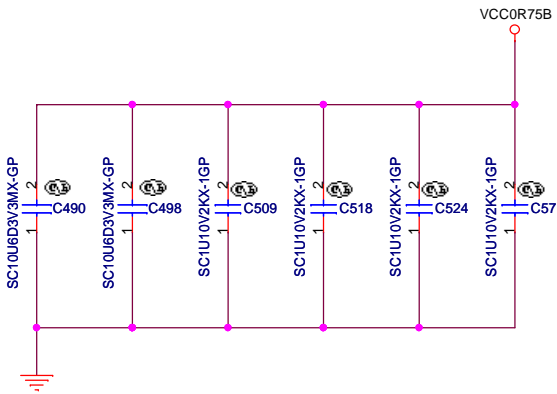 VCC0R75B
SC10U6D3V3MX-GP
2
1
C490
SC10U6D3V3MX-GP
2
1
C498
SC1U10V2KX-1GP
2
1
C509
SC1U10V2KX-1GP
2
1
C518
SC1U10V2KX-1GP
2
1
C524
SC1U10V2KX-1GP
2
1
C57